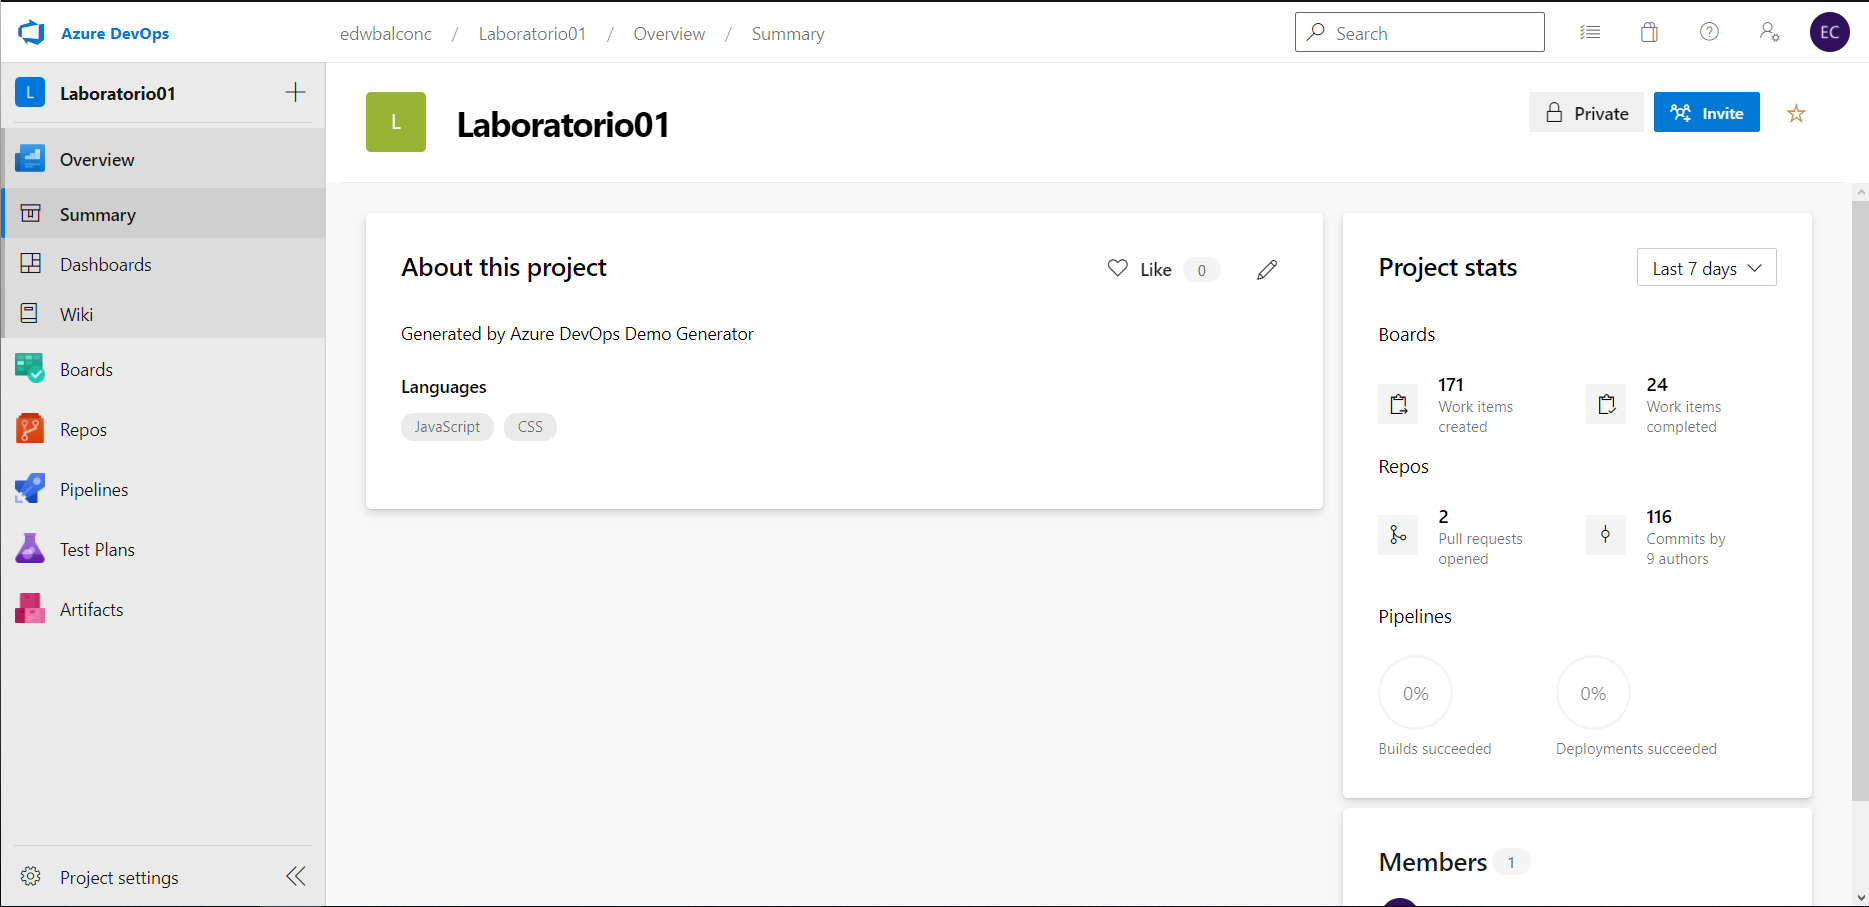 Azure DevOps
edwbalconc / Laboratorio01 / Overview / Summary
Search
EC
L Laboratorio01
Overview
Summary
Dashboards
Wiki
Boards
Repos
Pipelines
Test Plans
Artifacts
Project settings
L
Laboratorio01
Private
Invite
About this project
Like 0
Generated by Azure DevOps Demo Generator
Languages
JavaScript CSS
Project stats
Last 7 days
Boards
171
Work items
created
24
Work items
completed
Repos
2
Pull requests
opened
116
Commits by
9 authors
Pipelines
0%
Builds succeeded
0%
Deployments succeeded
Members 1